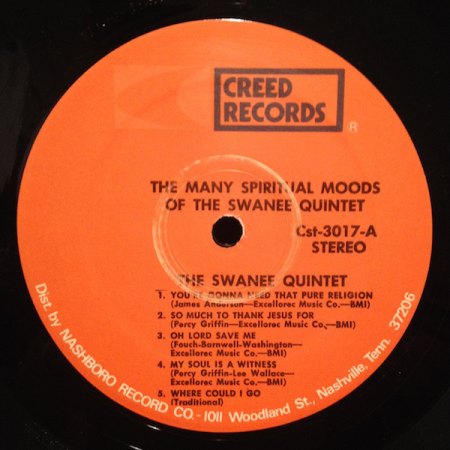 CREED
RECORDS
®
THE MANY SPIRITUAL MOODS
OF THE SWANEE QUINTET
Cst-3017-A
STEREO
THE SWANEE QUINTET
1. YOU'RE GONNA NEED THAT PURE RELIGION
(James Anderson—Excellorec Music Co.—BMI)
2. SO MUCH TO THANK JESUS FOR
(Percy Griffin—Excellorec Music Co.—BMI)
3. OH LORD SAVE ME
(Fouch-Barnwell-Washington—
Excellorec Music Co.—BMI)
4. MY SOUL IS A WITNESS
(Percy Griffin-Lee Wallace—
Excellorec Music Co.—BMI)
5. WHERE COULD I GO
(Traditional)
Dist. by NASHBORO RECORD CO. - 1011 Woodland St., Nashville, Tenn. 37206